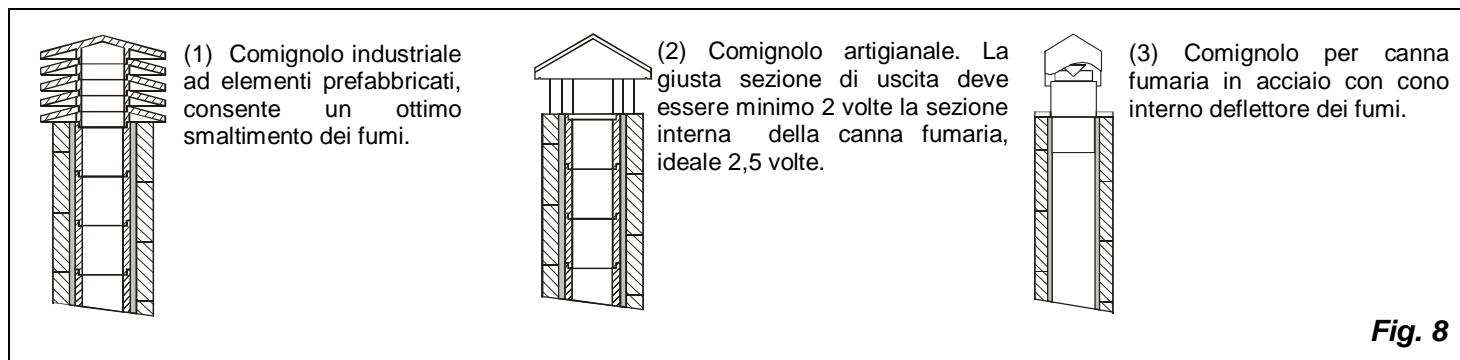 (1) Comignolo industriale
ad elementi prefabbricati,
consente un ottimo
smaltimento dei fumi.
(2) Comignolo artigianale. La
giusta sezione di uscita deve
essere minimo 2 volte la sezione
interna della canna fumaria,
ideale 2,5 volte.
(3) Comignolo per canna
fumaria in acciaio con cono
interno deflettore dei fumi.
Fig. 8